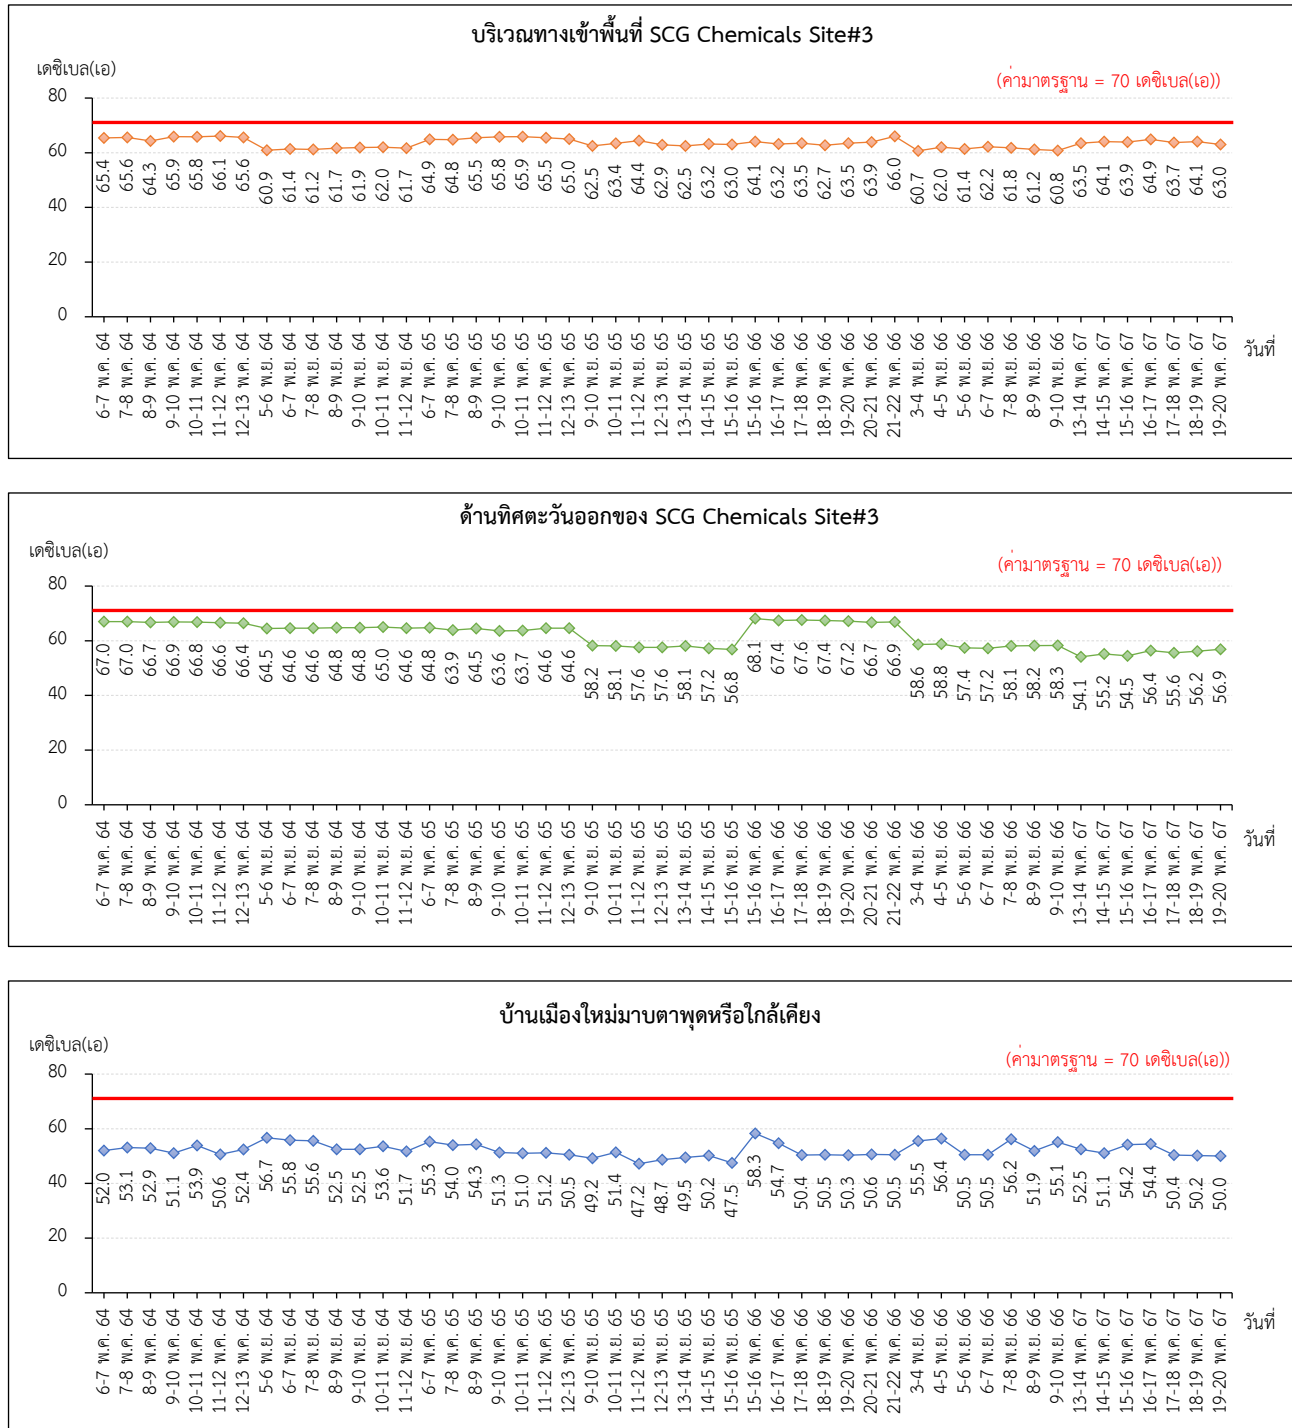 บริเวณทางเข้าพื้นที่ SCG Chemicals Site#3
เดซิเบล(เอ)
(ค่ามาตรฐาน = 70 เดซิเบล(เอ))
80
60
40
20
0
65.4 65.6 64.3 65.9 65.8 66.1 65.6 60.9 61.4 61.2 61.7 61.9 62.0 61.7 64.9 64.8 65.5 65.8 65.9 65.5 65.0 62.5 63.4 64.4 62.9 62.5 63.2 63.0 64.1 63.2 63.5 62.7 63.5 63.9 66.0 60.7 62.0 61.4 62.2 61.8 61.2 60.8 63.5 64.1 63.9 64.9 63.7 64.1 63.0
6-7 พ.ค. 64 7-8 พ.ค. 64 8-9 พ.ค. 64 9-10 พ.ค. 64 10-11 พ.ค. 64 11-12 พ.ค. 64 12-13 พ.ค. 64 5-6 พ.ย. 64 6-7 พ.ย. 64 7-8 พ.ย. 64 8-9 พ.ย. 64 9-10 พ.ย. 64 10-11 พ.ย. 64 11-12 พ.ย. 64 6-7 พ.ค. 65 7-8 พ.ค. 65 8-9 พ.ค. 65 9-10 พ.ค. 65 10-11 พ.ค. 65 11-12 พ.ค. 65 12-13 พ.ค. 65 9-10 พ.ย. 65 10-11 พ.ย. 65 11-12 พ.ย. 65 12-13 พ.ย. 65 13-14 พ.ย. 65 14-15 พ.ย. 65 15-16 พ.ย. 65 15-16 พ.ค. 66 16-17 พ.ค. 66 17-18 พ.ค. 66 18-19 พ.ค. 66 19-20 พ.ค. 66 20-21 พ.ค. 66 21-22 พ.ค. 66 3-4 พ.ย. 66 4-5 พ.ย. 66 5-6 พ.ย. 66 6-7 พ.ย. 66 7-8 พ.ย. 66 8-9 พ.ย. 66 9-10 พ.ย. 66 13-14 พ.ค. 67 14-15 พ.ค. 67 15-16 พ.ค. 67 16-17 พ.ค. 67 17-18 พ.ค. 67 18-19 พ.ค. 67 19-20 พ.ค. 67
วันที่
ด้านทิศตะวันออกของ SCG Chemicals Site#3
เดซิเบล(เอ)
(ค่ามาตรฐาน = 70 เดซิเบล(เอ))
80
60
40
20
0
67.0 67.0 66.7 66.9 66.8 66.6 66.4 64.5 64.6 64.6 64.8 64.8 65.0 64.6 64.8 63.9 64.5 63.6 63.7 64.6 64.6 58.2 58.1 57.6 57.6 58.1 57.2 56.8 68.1 67.4 67.6 67.4 67.2 66.7 66.9 58.6 58.8 57.4 57.2 58.1 58.2 58.3 54.1 55.2 54.5 56.4 55.6 56.2 56.9
6-7 พ.ค. 64 7-8 พ.ค. 64 8-9 พ.ค. 64 9-10 พ.ค. 64 10-11 พ.ค. 64 11-12 พ.ค. 64 12-13 พ.ค. 64 5-6 พ.ย. 64 6-7 พ.ย. 64 7-8 พ.ย. 64 8-9 พ.ย. 64 9-10 พ.ย. 64 10-11 พ.ย. 64 11-12 พ.ย. 64 6-7 พ.ค. 65 7-8 พ.ค. 65 8-9 พ.ค. 65 9-10 พ.ค. 65 10-11 พ.ค. 65 11-12 พ.ค. 65 12-13 พ.ค. 65 9-10 พ.ย. 65 10-11 พ.ย. 65 11-12 พ.ย. 65 12-13 พ.ย. 65 13-14 พ.ย. 65 14-15 พ.ย. 65 15-16 พ.ย. 65 15-16 พ.ค. 66 16-17 พ.ค. 66 17-18 พ.ค. 66 18-19 พ.ค. 66 19-20 พ.ค. 66 20-21 พ.ค. 66 21-22 พ.ค. 66 3-4 พ.ย. 66 4-5 พ.ย. 66 5-6 พ.ย. 66 6-7 พ.ย. 66 7-8 พ.ย. 66 8-9 พ.ย. 66 9-10 พ.ย. 66 13-14 พ.ค. 67 14-15 พ.ค. 67 15-16 พ.ค. 67 16-17 พ.ค. 67 17-18 พ.ค. 67 18-19 พ.ค. 67 19-20 พ.ค. 67
วันที่
บ้านเมืองใหม่มาบตาพุดหรือใกล้เคียง
เดซิเบล(เอ)
(ค่ามาตรฐาน = 70 เดซิเบล(เอ))
80
60
40
20
0
52.0 53.1 52.9 51.1 53.9 50.6 52.4 56.7 55.8 55.6 52.5 52.5 53.6 51.7 55.3 54.0 54.3 51.3 51.0 51.2 50.5 49.2 51.4 47.2 48.7 49.5 50.2 47.5 58.3 54.7 50.4 50.5 50.3 50.6 50.5 55.5 56.4 50.5 50.5 56.2 51.9 55.1 52.5 51.1 54.2 54.4 50.4 50.2 50.0
6-7 พ.ค. 64 7-8 พ.ค. 64 8-9 พ.ค. 64 9-10 พ.ค. 64 10-11 พ.ค. 64 11-12 พ.ค. 64 12-13 พ.ค. 64 5-6 พ.ย. 64 6-7 พ.ย. 64 7-8 พ.ย. 64 8-9 พ.ย. 64 9-10 พ.ย. 64 10-11 พ.ย. 64 11-12 พ.ย. 64 6-7 พ.ค. 65 7-8 พ.ค. 65 8-9 พ.ค. 65 9-10 พ.ค. 65 10-11 พ.ค. 65 11-12 พ.ค. 65 12-13 พ.ค. 65 9-10 พ.ย. 65 10-11 พ.ย. 65 11-12 พ.ย. 65 12-13 พ.ย. 65 13-14 พ.ย. 65 14-15 พ.ย. 65 15-16 พ.ย. 65 15-16 พ.ค. 66 16-17 พ.ค. 66 17-18 พ.ค. 66 18-19 พ.ค. 66 19-20 พ.ค. 66 20-21 พ.ค. 66 21-22 พ.ค. 66 3-4 พ.ย. 66 4-5 พ.ย. 66 5-6 พ.ย. 66 6-7 พ.ย. 66 7-8 พ.ย. 66 8-9 พ.ย. 66 9-10 พ.ย. 66 13-14 พ.ค. 67 14-15 พ.ค. 67 15-16 พ.ค. 67 16-17 พ.ค. 67 17-18 พ.ค. 67 18-19 พ.ค. 67 19-20 พ.ค. 67
วันที่